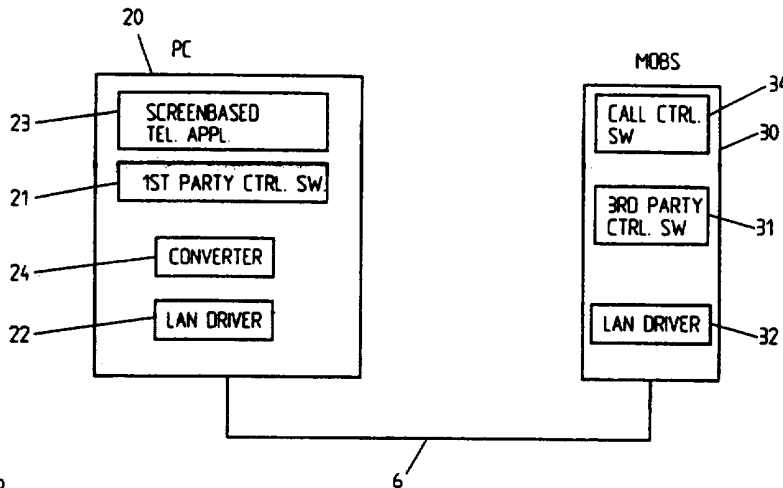 20
PC
MOBS
23
SCREENBASED
TEL. APPL.
21
1ST PARTY CTRL. SW.
24
CONVERTER
22
LAN DRIVER
34
CALL CTRL.
SW
30
3RD PARTY
CTRL. SW
31
LAN DRIVER
32
6